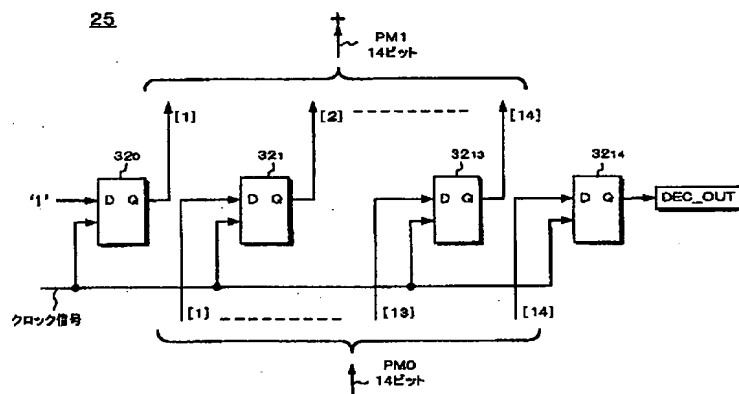 25
PM1
14ビット
[1]
[2]
[14]
32₀
32₁
32₁₃
32₁₄
'1'
D Q
D Q
D Q
D Q
DEC_OUT
クロック信号
[1]
[13]
[14]
PM0
14ビット